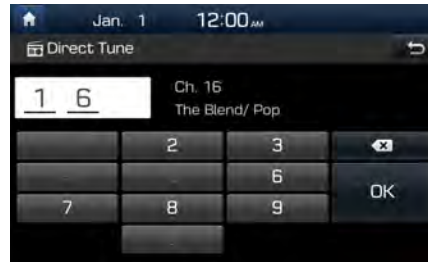 Jan. 1 12:00 AM
Direct Tune
1 6
Ch. 16
The Blend/ Pop
2 3
6
OK
7 8 9